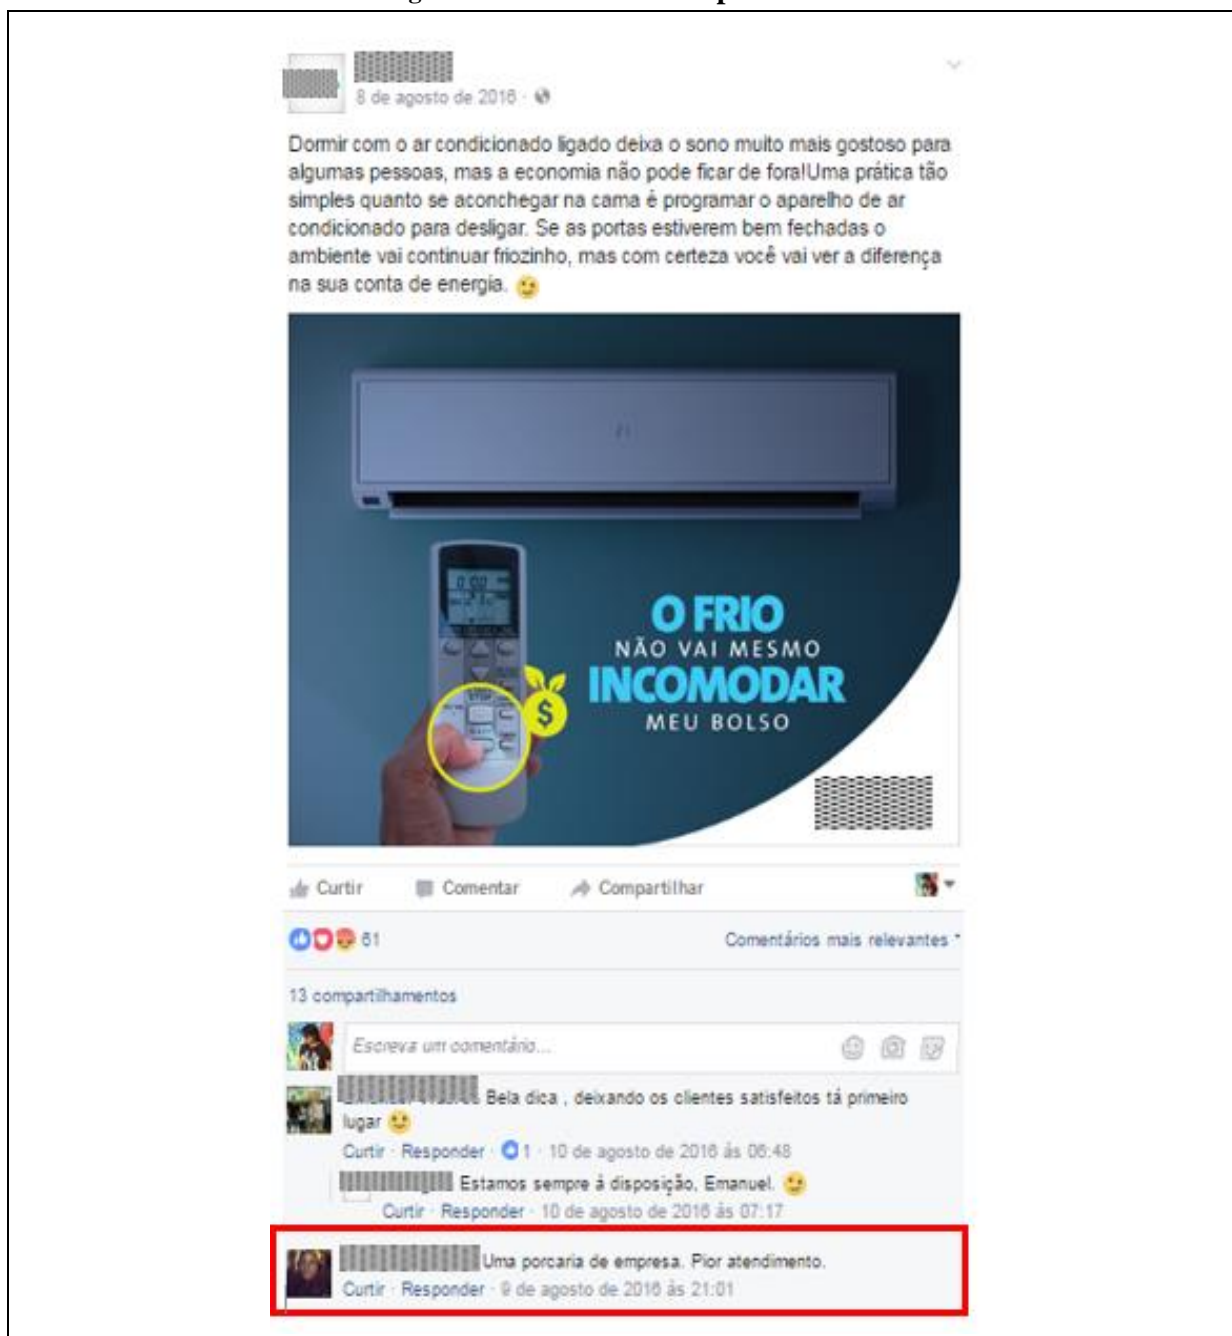 8 de agosto de 2016 ·
Dormir com o ar condicionado ligado deixa o sono muito mais gostoso para
algumas pessoas, mas a economia não pode ficar de fora!Uma prática tão
simples quanto se aconchegar na cama é programar o aparelho de ar
condicionado para desligar. Se as portas estiverem bem fechadas o
ambiente vai continuar friozinho, mas com certeza você vai ver a diferença
na sua conta de energia. 😉
O FRIO
NÃO VAI MESMO
INCOMODAR
MEU BOLSO
$
Curtir Comentar Compartilhar
61 Comentários mais relevantes
13 compartilhamentos
Escreva um comentário...
Bela dica , deixando os clientes satisfeitos tá primeiro
lugar 🙂
Curtir · Responder · 1 · 10 de agosto de 2016 às 06:48
Estamos sempre à disposição, Emanuel. 😉
Curtir · Responder · 10 de agosto de 2016 às 07:17
Uma porcaria de empresa. Pior atendimento.
Curtir · Responder · 9 de agosto de 2016 às 21:01